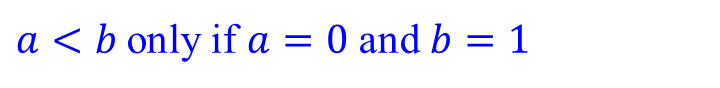 a < b only if a = 0 and b = 1